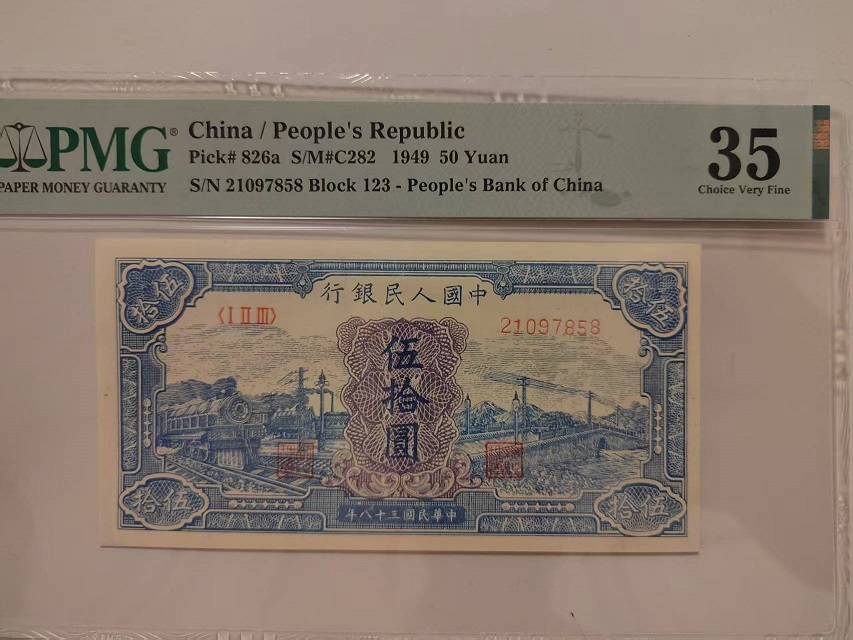 PMG®
PAPER MONEY GUARANTY
China / People's Republic
Pick# 826a S/M#C282 1949 50 Yuan
S/N 21097858 Block 123 - People's Bank of China
35
Choice Very Fine
中國人民銀行
伍拾
伍拾
〈Ⅰ Ⅱ Ⅲ〉
21097858
伍拾圓
伍拾
伍拾
中華民國三十八年